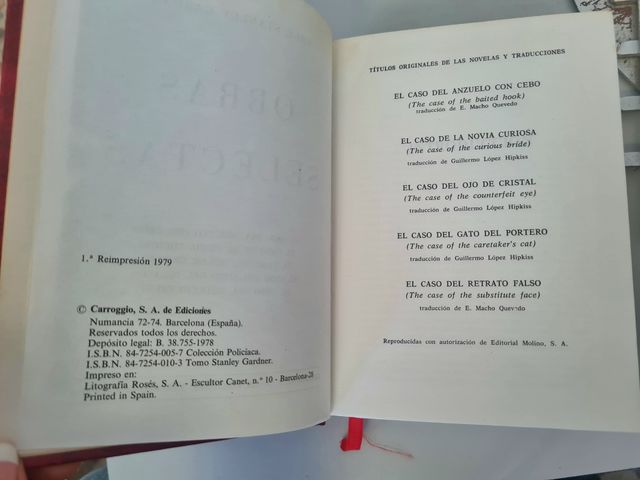 1.ª Reimpresión 1979
© Carroggio, S. A. de Ediciones
Numancia 72-74. Barcelona (España).
Reservados todos los derechos.
Depósito legal: B. 38.755-1978
I.S.B.N. 84-7254-005-7 Colección Policíaca.
I.S.B.N. 84-7254-010-3 Tomo Stanley Gardner.
Impreso en:
Litografía Rosés, S. A. - Escultor Canet, n.º 10 - Barcelona-28
Printed in Spain.
TÍTULOS ORIGINALES DE LAS NOVELAS Y TRADUCCIONES
EL CASO DEL ANZUELO CON CEBO
(The case of the baited hook)
traducción de E. Macho Quevedo
EL CASO DE LA NOVIA CURIOSA
(The case of the curious bride)
traducción de Guillermo López Hipkiss
EL CASO DEL OJO DE CRISTAL
(The case of the counterfeit eye)
traducción de Guillermo López Hipkiss
EL CASO DEL GATO DEL PORTERO
(The case of the caretaker's cat)
traducción de Guillermo López Hipkiss
EL CASO DEL RETRATO FALSO
(The case of the substitute face)
traducción de E. Macho Quevedo
Reproducidas con autorización de Editorial Molino, S. A.